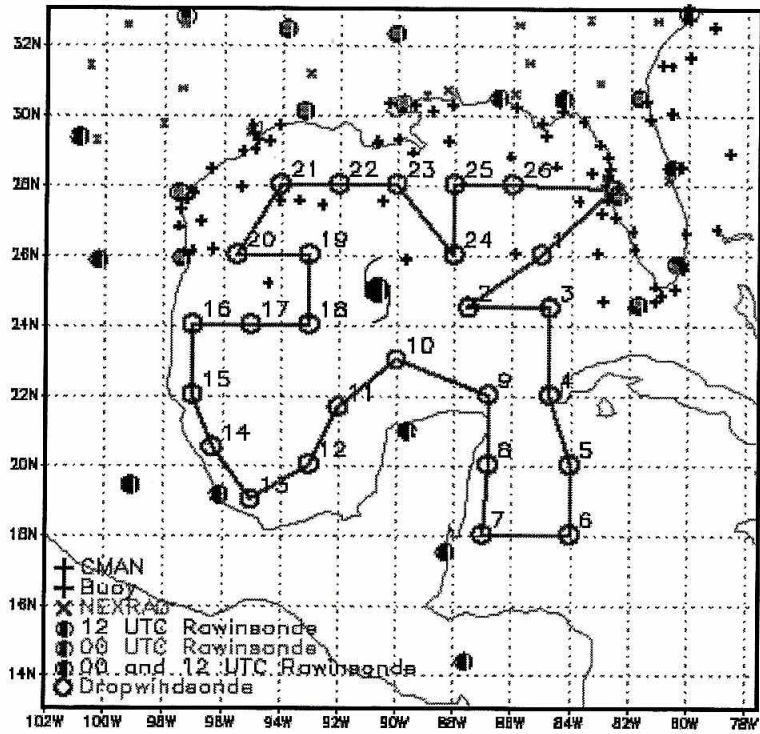 32N
30N
28N
26N
24N
22N
20N
18N
16N
14N
21 22 23 25 26
20 19 24 1
16 17 18 2 3
10
15 11 9 4
14 12 8 5
13 7 6
CMAN
Buoy
NEXRAD
12 UTC Rawinsonde
00 UTC Rawinsonde
00 and 12 UTC Rawinsonde
Dropwindsonde
102W 100W 98W 96W 94W 92W 90W 88W 86W 84W 82W 80W 78W